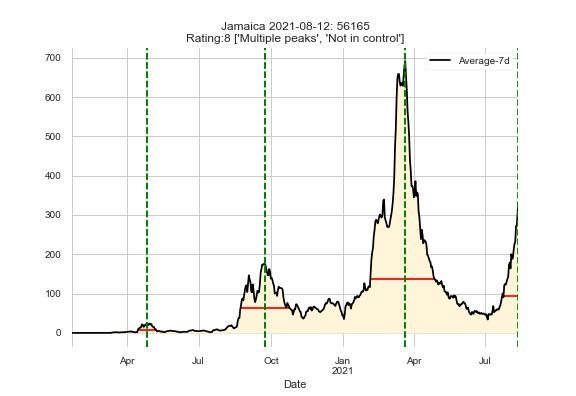 Jamaica 2021-08-12: 56165
Rating:8 ['Multiple peaks', 'Not in control']
Average-7d
700
600
500
400
300
200
100
0
Apr
Jul
Oct
Jan
2021
Apr
Jul
Date